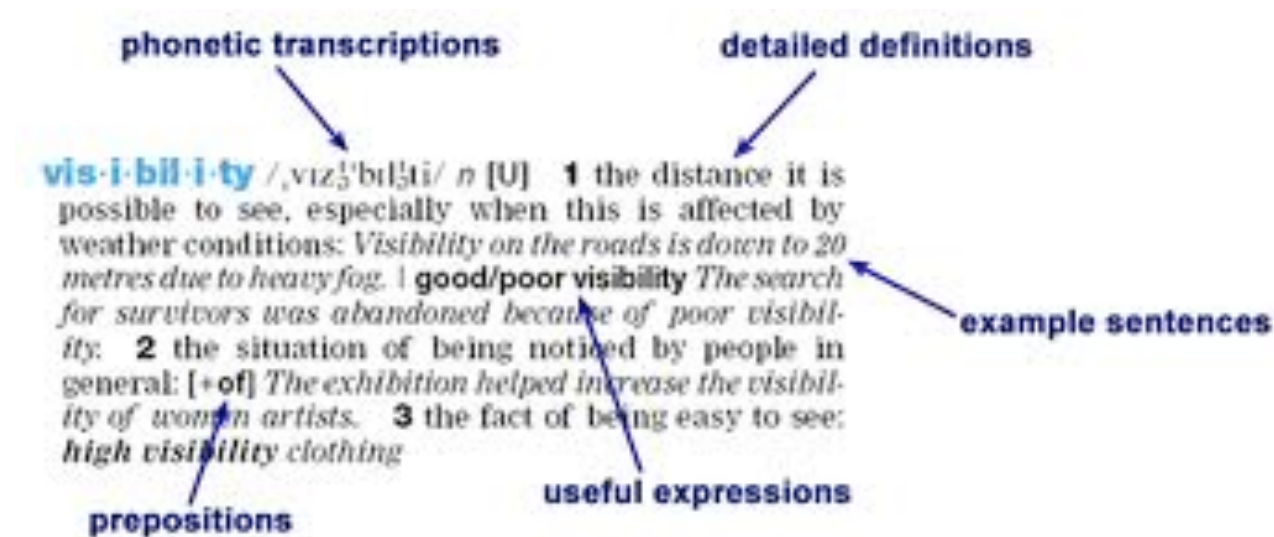 phonetic transcriptions
detailed definitions
vis·i·bil·i·ty /ˌvɪzə̍ˈbɪlə̍ti/ n [U] 1 the distance it is
possible to see, especially when this is affected by
weather conditions: Visibility on the roads is down to 20
metres due to heavy fog. | good/poor visibility The search
for survivors was abandoned because of poor visibil-
ity. 2 the situation of being noticed by people in
general: [+of] The exhibition helped increase the visibil-
ity of women artists. 3 the fact of being easy to see:
high visibility clothing
example sentences
useful expressions
prepositions